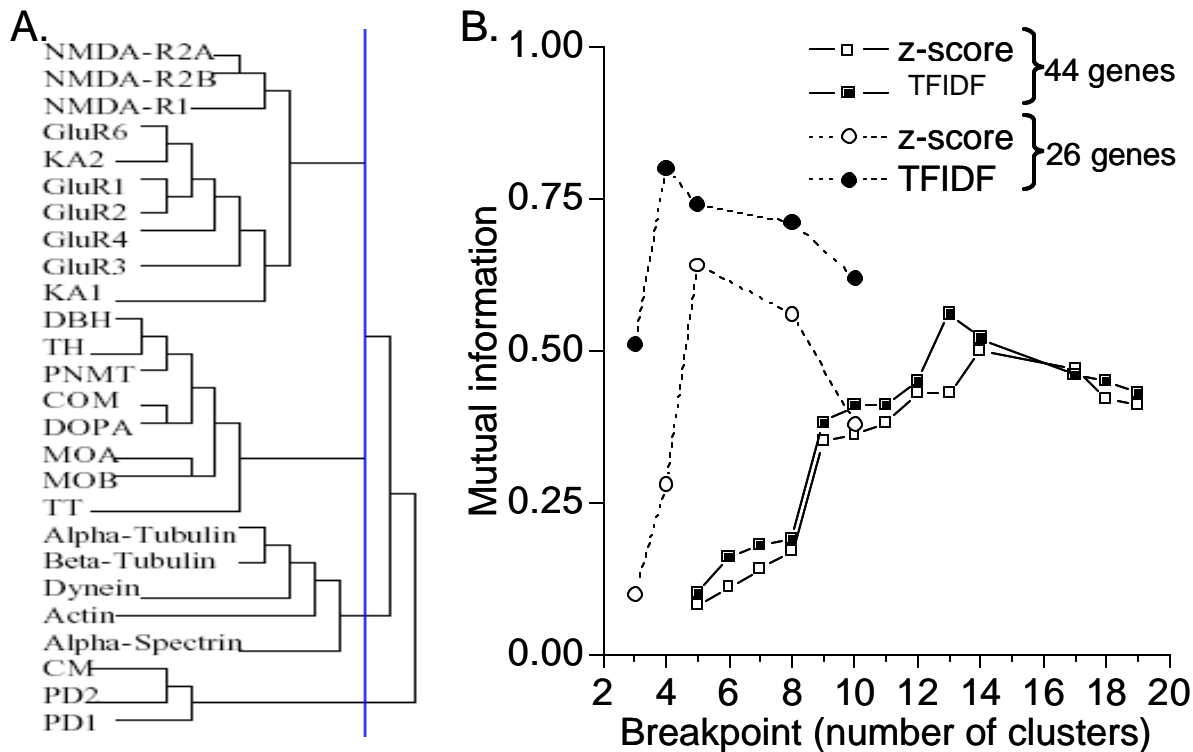 A.
NMDA-R2A
NMDA-R2B
NMDA-R1
GluR6
KA2
GluR1
GluR2
GluR4
GluR3
KA1
DBH
TH
PNMT
COM
DOPA
MOA
MOB
TT
Alpha-Tubulin
Beta-Tubulin
Dynein
Actin
Alpha-Spectrin
CM
PD2
PD1
B.
z-score
TFIDF
44 genes
z-score
TFIDF
26 genes
Mutual information
1.00
0.75
0.50
0.25
0.00
2 4 6 8 10 12 14 16 18 20
Breakpoint (number of clusters)